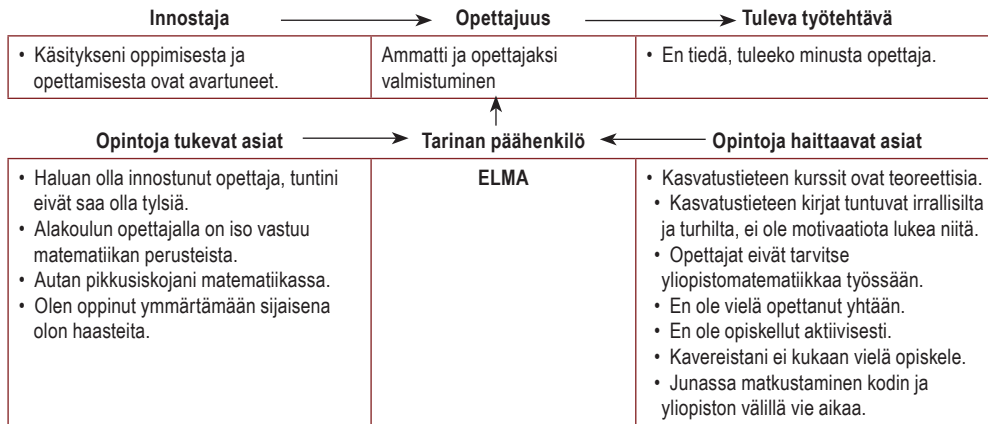 Innostaja Opettajuus Tuleva työtehtävä
• Käsitykseni oppimisesta ja
opettamisesta ovat avartuneet.
Ammatti ja opettajaksi
valmistuminen
• En tiedä, tuleeko minusta opettaja.
Opintoja tukevat asiat Tarinan päähenkilö Opintoja haittaavat asiat
• Haluan olla innostunut opettaja, tuntini
eivät saa olla tylsiä.
• Alakoulun opettajalla on iso vastuu
matematiikan perusteista.
• Autan pikkusiskojani matematiikassa.
• Olen oppinut ymmärtämään sijaisena
olon haasteita.
ELMA
• Kasvatustieteen kurssit ovat teoreettisia.
• Kasvatustieteen kirjat tuntuvat irrallisilta
ja turhilta, ei ole motivaatiota lukea niitä.
• Opettajat eivät tarvitse
yliopistomatematiikkaa työssään.
• En ole vielä opettanut yhtään.
• En ole opiskellut aktiivisesti.
• Kavereistani ei kukaan vielä opiskele.
• Junassa matkustaminen kodin ja
yliopiston välillä vie aikaa.